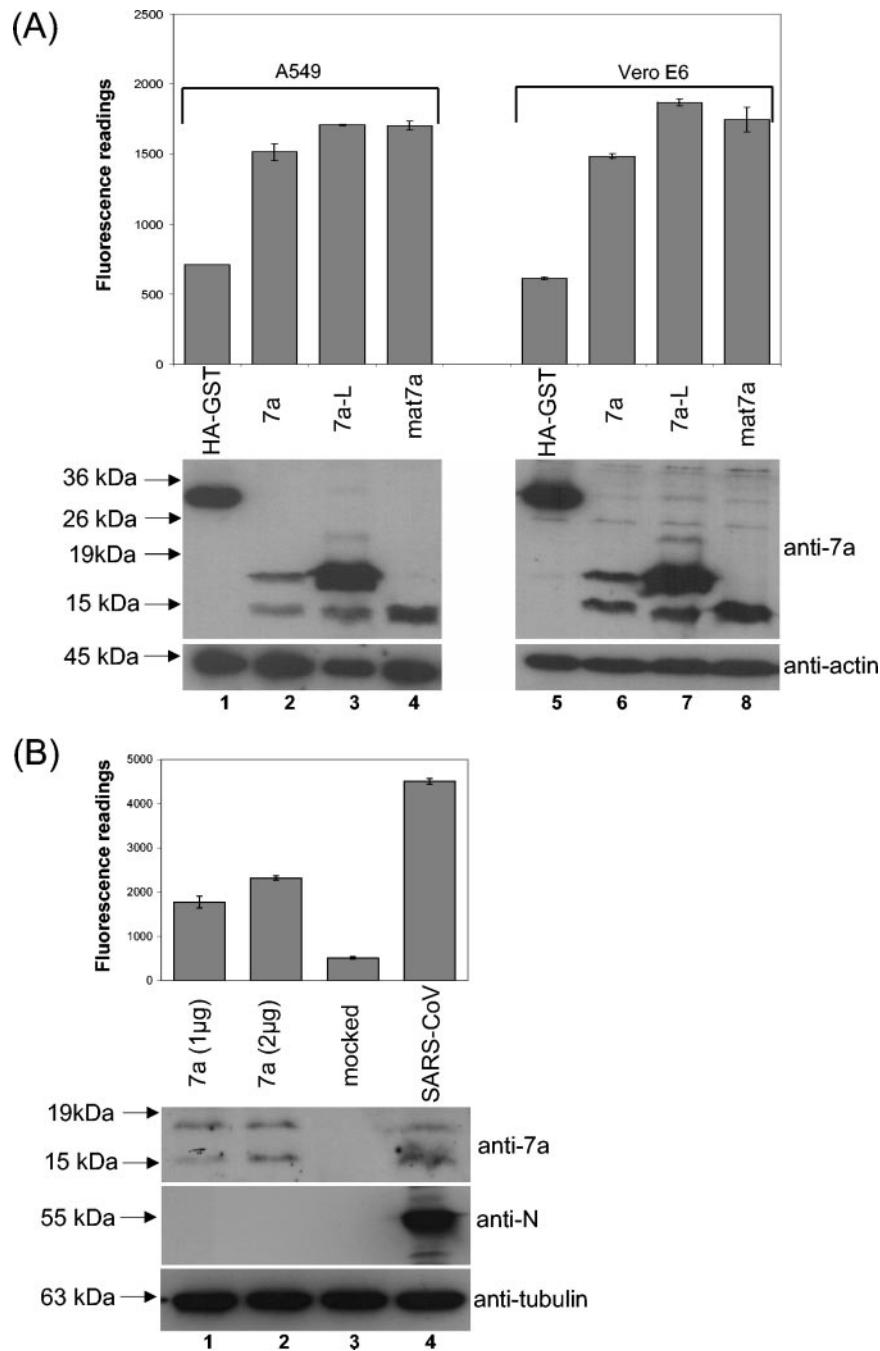 (A)
2500
2000
1500
1000
500
0
Fluorescence readings
A549
Vero E6
HA-GST
7a
7a-L
mat7a
HA-GST
7a
7a-L
mat7a
36 kDa
26 kDa
19kDa
15 kDa
45 kDa
anti-7a
anti-actin
1 2 3 4 5 6 7 8
(B)
5000
4000
3000
2000
1000
0
Fluorescence readings
7a (1µg)
7a (2µg)
mocked
SARS-CoV
19kDa
15 kDa
anti-7a
55 kDa
anti-N
63 kDa
anti-tubulin
1 2 3 4